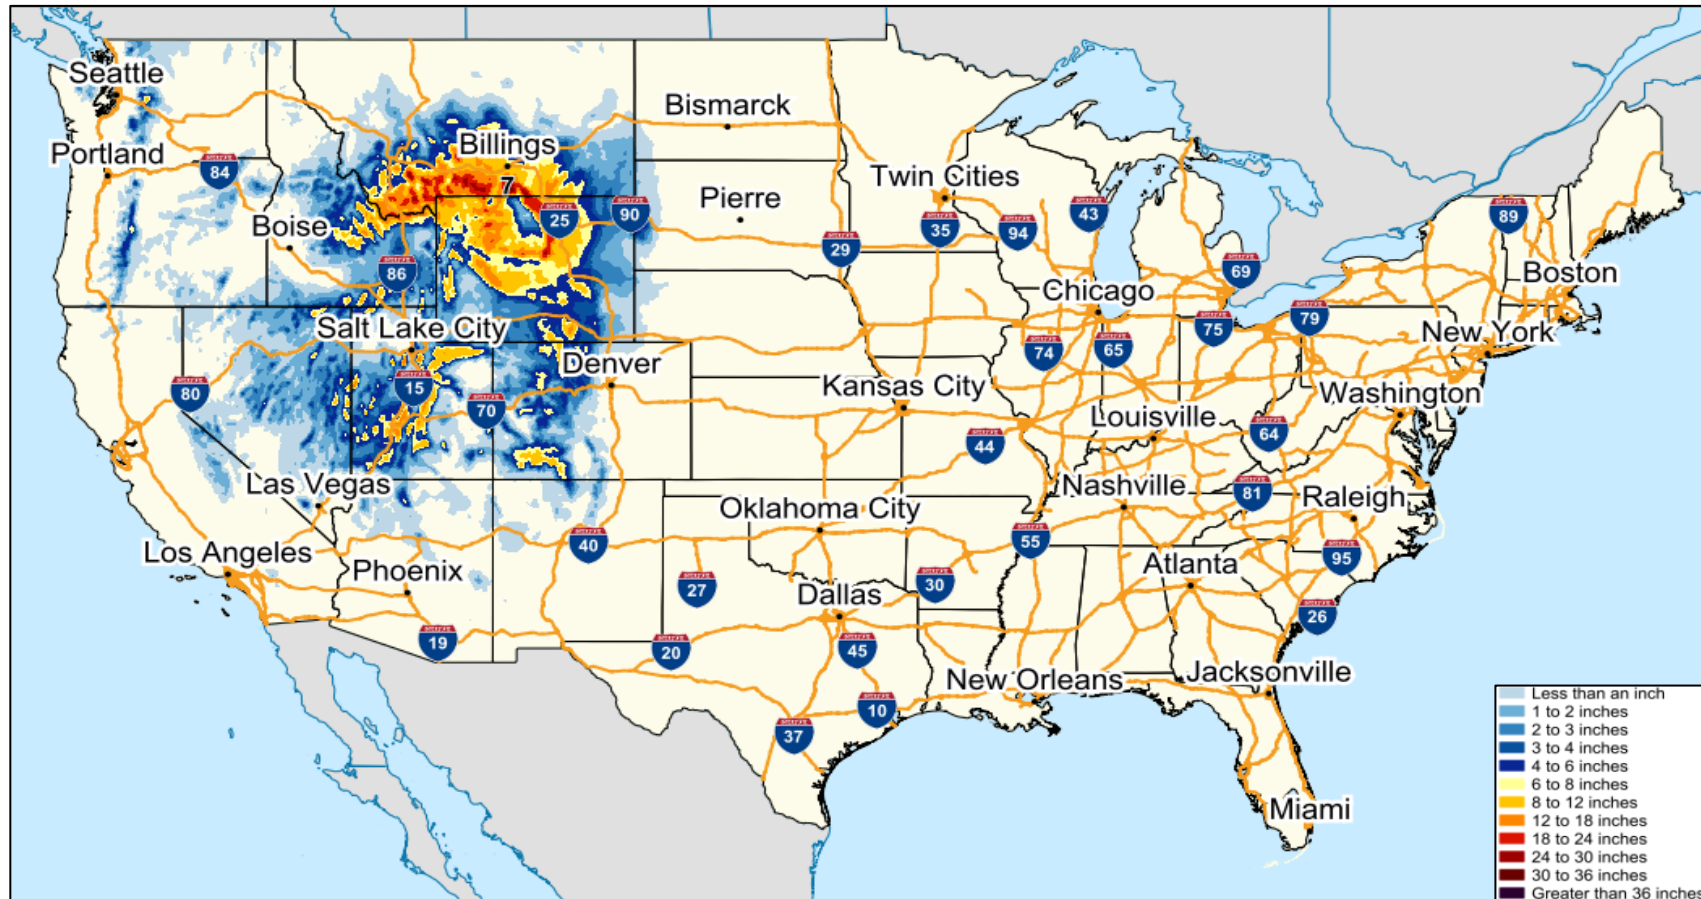 Seattle
Bismarck
Billings
Portland
84
Twin Cities
7
Pierre
43
89
25
90
35
94
Boise
29
69
Boston
86
Chicago
79
Salt Lake City
75
New York
74
65
Denver
15
Kansas City
80
Washington
70
Louisville
64
44
Las Vegas
Nashville
81
Raleigh
Oklahoma City
40
55
Los Angeles
95
Phoenix
Atlanta
27
30
Dallas
26
19
20
45
New Orleans
Jacksonville
10
37
Miami
Less than an inch
1 to 2 inches
2 to 3 inches
3 to 4 inches
4 to 6 inches
6 to 8 inches
8 to 12 inches
12 to 18 inches
18 to 24 inches
24 to 30 inches
30 to 36 inches
Greater than 36 inches